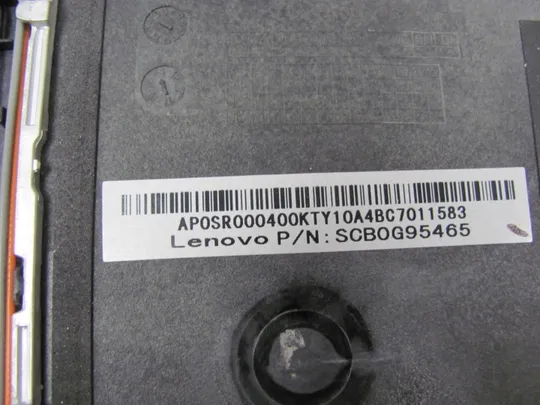 AP0SR000400KTY10A4BC7011583
Lenovo P/N: SCB0G95465